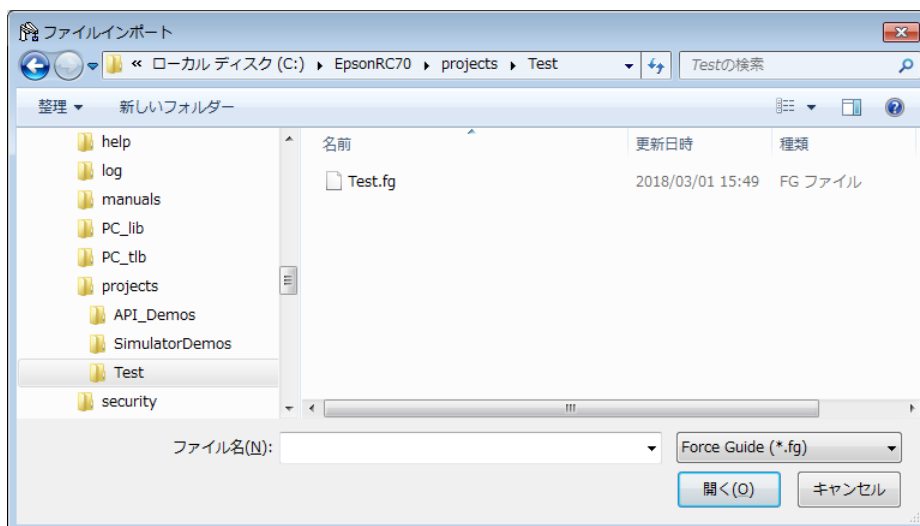 ファイルインポート
« ローカル ディスク (C:) ▸ EpsonRC70 ▸ projects ▸ Test
Testの検索
整理 ▼ 新しいフォルダー
help
log
manuals
PC_lib
PC_tlb
projects
API_Demos
SimulatorDemos
Test
security
名前 更新日時 種類
Test.fg 2018/03/01 15:49 FG ファイル
ファイル名(N):
Force Guide (*.fg)
開く(O) キャンセル